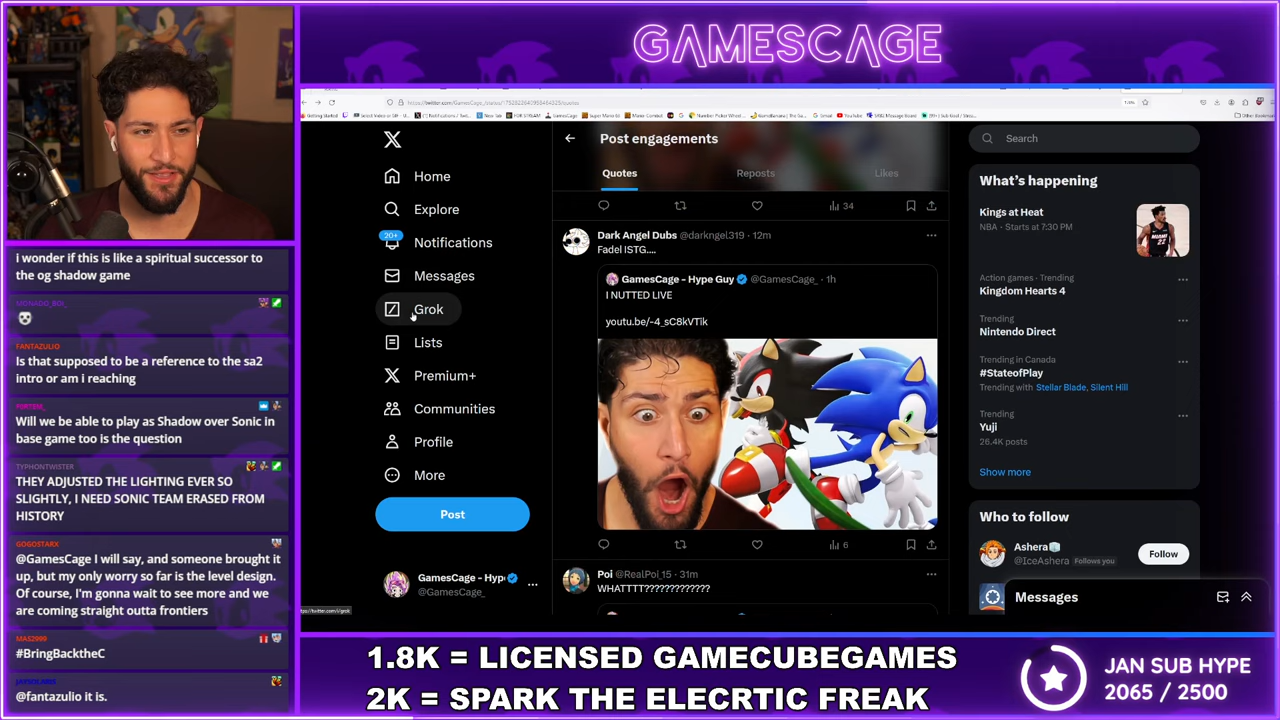 GAMESCAGE
i wonder if this is like a spiritual successor to
the og shadow game
MONADO_BOI_
FANTAZULIO
Is that supposed to be a reference to the sa2
intro or am i reaching
Will we be able to play as Shadow over Sonic in
base game too is the question
TYPHONTWISTER
THEY ADJUSTED THE LIGHTING EVER SO
SLIGHTLY, I NEED SONIC TEAM ERASED FROM
HISTORY
GOGOSTARX
@GamesCage I will say, and someone brought it
up, but my only worry so far is the level design.
Of course, I'm gonna wait to see more and we
are coming straight outta frontiers
MAS2999
#BringBacktheC
@fantazulio it is.
Home
Explore
20+
Notifications
Messages
Grok
Lists
Premium+
Communities
Profile
More
Post
GamesCage - Hyp
@GamesCage_
Post engagements
Quotes
Reposts
Likes
34
Dark Angel Dubs @darkngel319 · 12m
Fadel ISTG....
GamesCage - Hype Guy @GamesCage_ · 1h
I NUTTED LIVE
youtu.be/-4_sC8kVTik
6
Poi @RealPoi_15 · 31m
WHATTTT?????????????
Search
What's happening
Kings at Heat
NBA · Starts at 7:30 PM
MIAMI
Action games · Trending
Kingdom Hearts 4
Trending
Nintendo Direct
Trending in Canada
#StateofPlay
Trending with Stellar Blade, Silent Hill
Trending
Yuji
26.4K posts
Show more
Who to follow
Ashera
@IceAshera Follows you
Follow
Messages
1.8K = LICENSED GAMECUBEGAMES
2K = SPARK THE ELECRTIC FREAK
JAN SUB HYPE
2065 / 2500